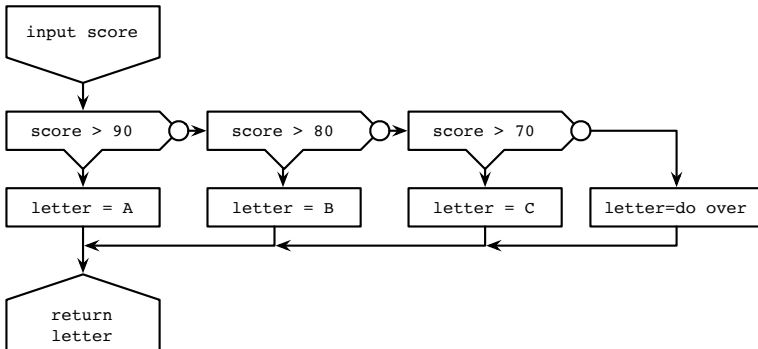 input score
score > 90
score > 80
score > 70
letter = A
letter = B
letter = C
letter=do over
return
letter